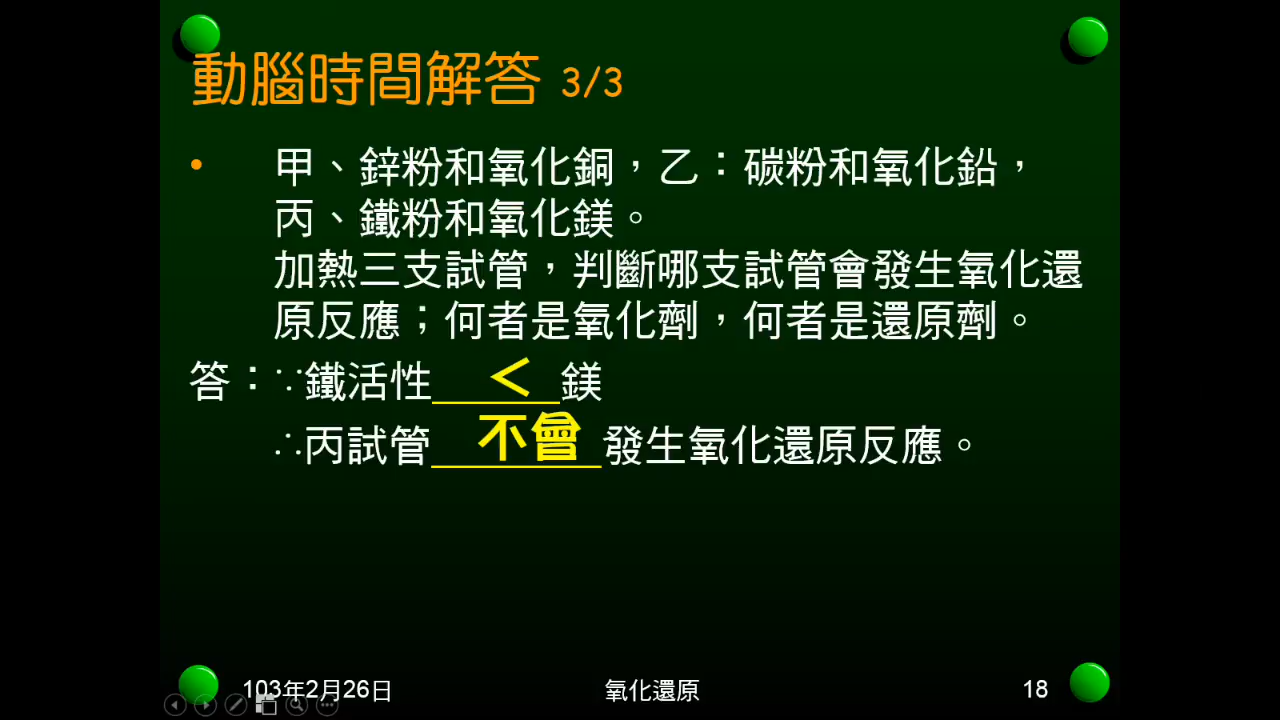 動腦時間解答 3/3
• 甲、鋅粉和氧化銅，乙：碳粉和氧化鉛，
丙、鐵粉和氧化鎂。
加熱三支試管，判斷哪支試管會發生氧化還
原反應；何者是氧化劑，何者是還原劑。
答：∵鐵活性＜鎂
∴丙試管不會發生氧化還原反應。
103年2月26日
氧化還原
18